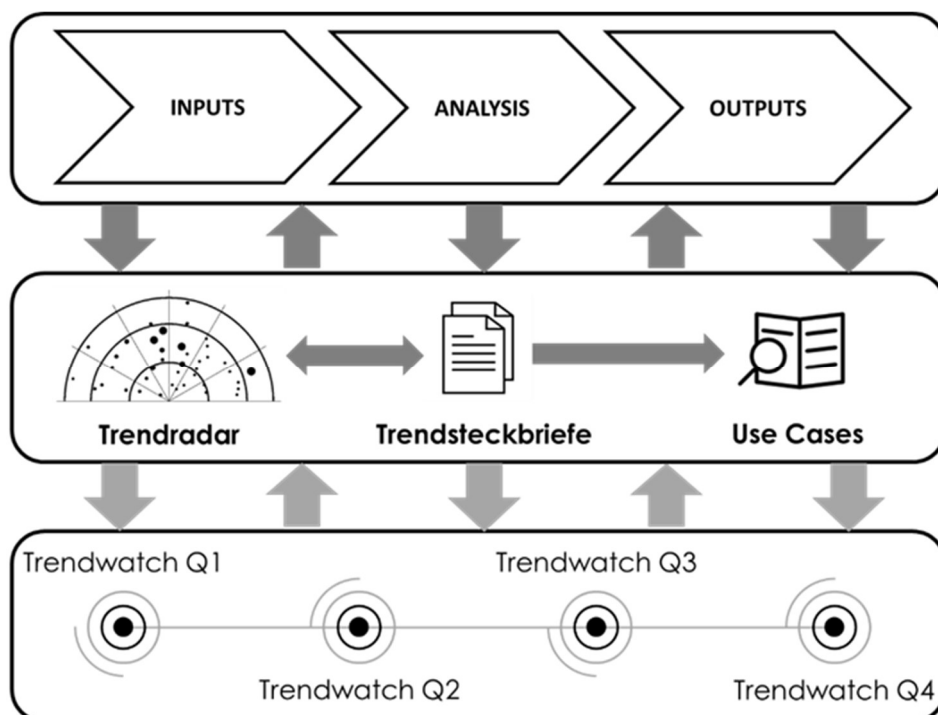 INPUTS
ANALYSIS
OUTPUTS
Trendradar
Trendsteckbriefe
Use Cases
Trendwatch Q1
Trendwatch Q3
Trendwatch Q2
Trendwatch Q4